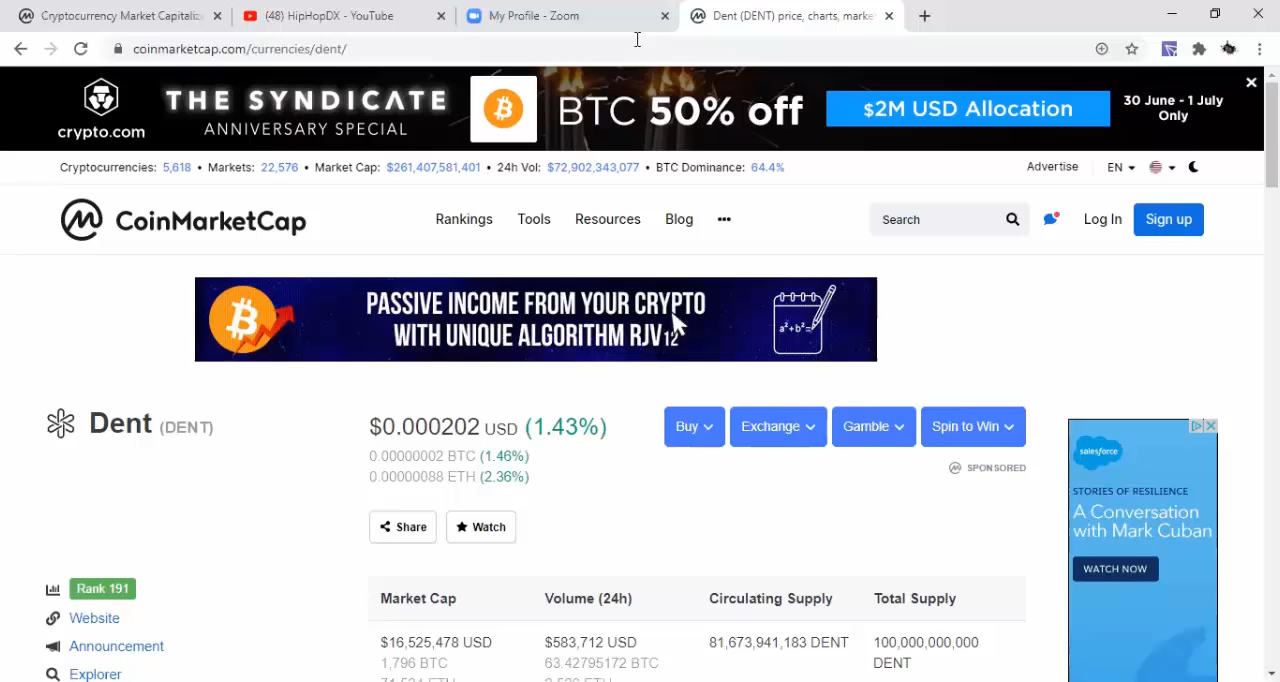 Cryptocurrency Market Capitaliz
(48) HipHopDX - YouTube
My Profile - Zoom
Dent (DENT) price, charts, marke
coinmarketcap.com/currencies/dent/
crypto.com
THE SYNDICATE
ANNIVERSARY SPECIAL
BTC 50% off
$2M USD Allocation
30 June - 1 July
Only
Cryptocurrencies: 5,618 • Markets: 22,576 • Market Cap: $261,407,581,401 • 24h Vol: $72,902,343,077 • BTC Dominance: 64.4%
Advertise
EN
CoinMarketCap
Rankings
Tools
Resources
Blog
Search
Log In
Sign up
PASSIVE INCOME FROM YOUR CRYPTO
WITH UNIQUE ALGORITHM RJV12
a²+b²=
Dent (DENT)
$0.000202 USD (1.43%)
0.00000002 BTC (1.46%)
0.00000088 ETH (2.36%)
Buy
Exchange
Gamble
Spin to Win
SPONSORED
Share
Watch
salesforce
STORIES OF RESILIENCE
A Conversation
with Mark Cuban
WATCH NOW
Rank 191
Website
Announcement
Explorer
Market Cap
Volume (24h)
Circulating Supply
Total Supply
$16,525,478 USD
$583,712 USD
81,673,941,183 DENT
100,000,000,000
DENT
1,796 BTC
63.42795172 BTC